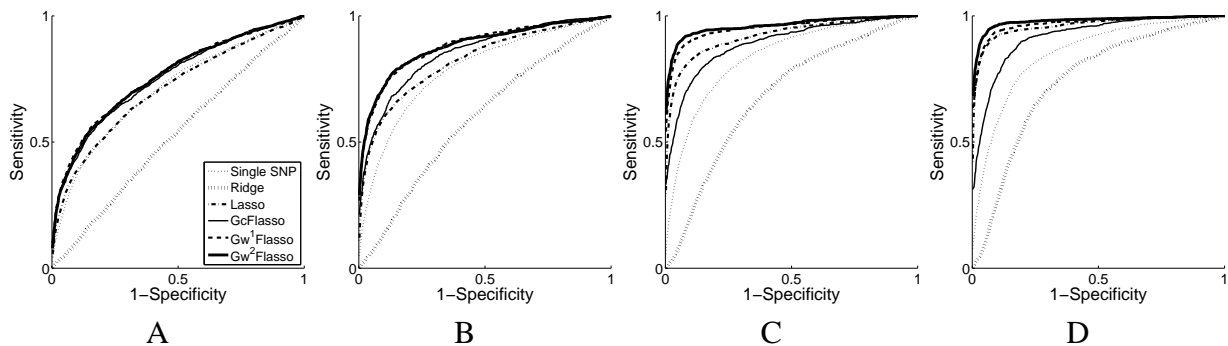 1
Sensitivity
0.5
0
0
0.5
1
1−Specificity
Single SNP
Ridge
Lasso
GcFlasso
Gw¹Flasso
Gw²Flasso
A
1
Sensitivity
0.5
0
0
0.5
1
1−Specificity
B
1
Sensitivity
0.5
0
0
0.5
1
1−Specificity
C
1
Sensitivity
0.5
0
0
0.5
1
1−Specificity
D